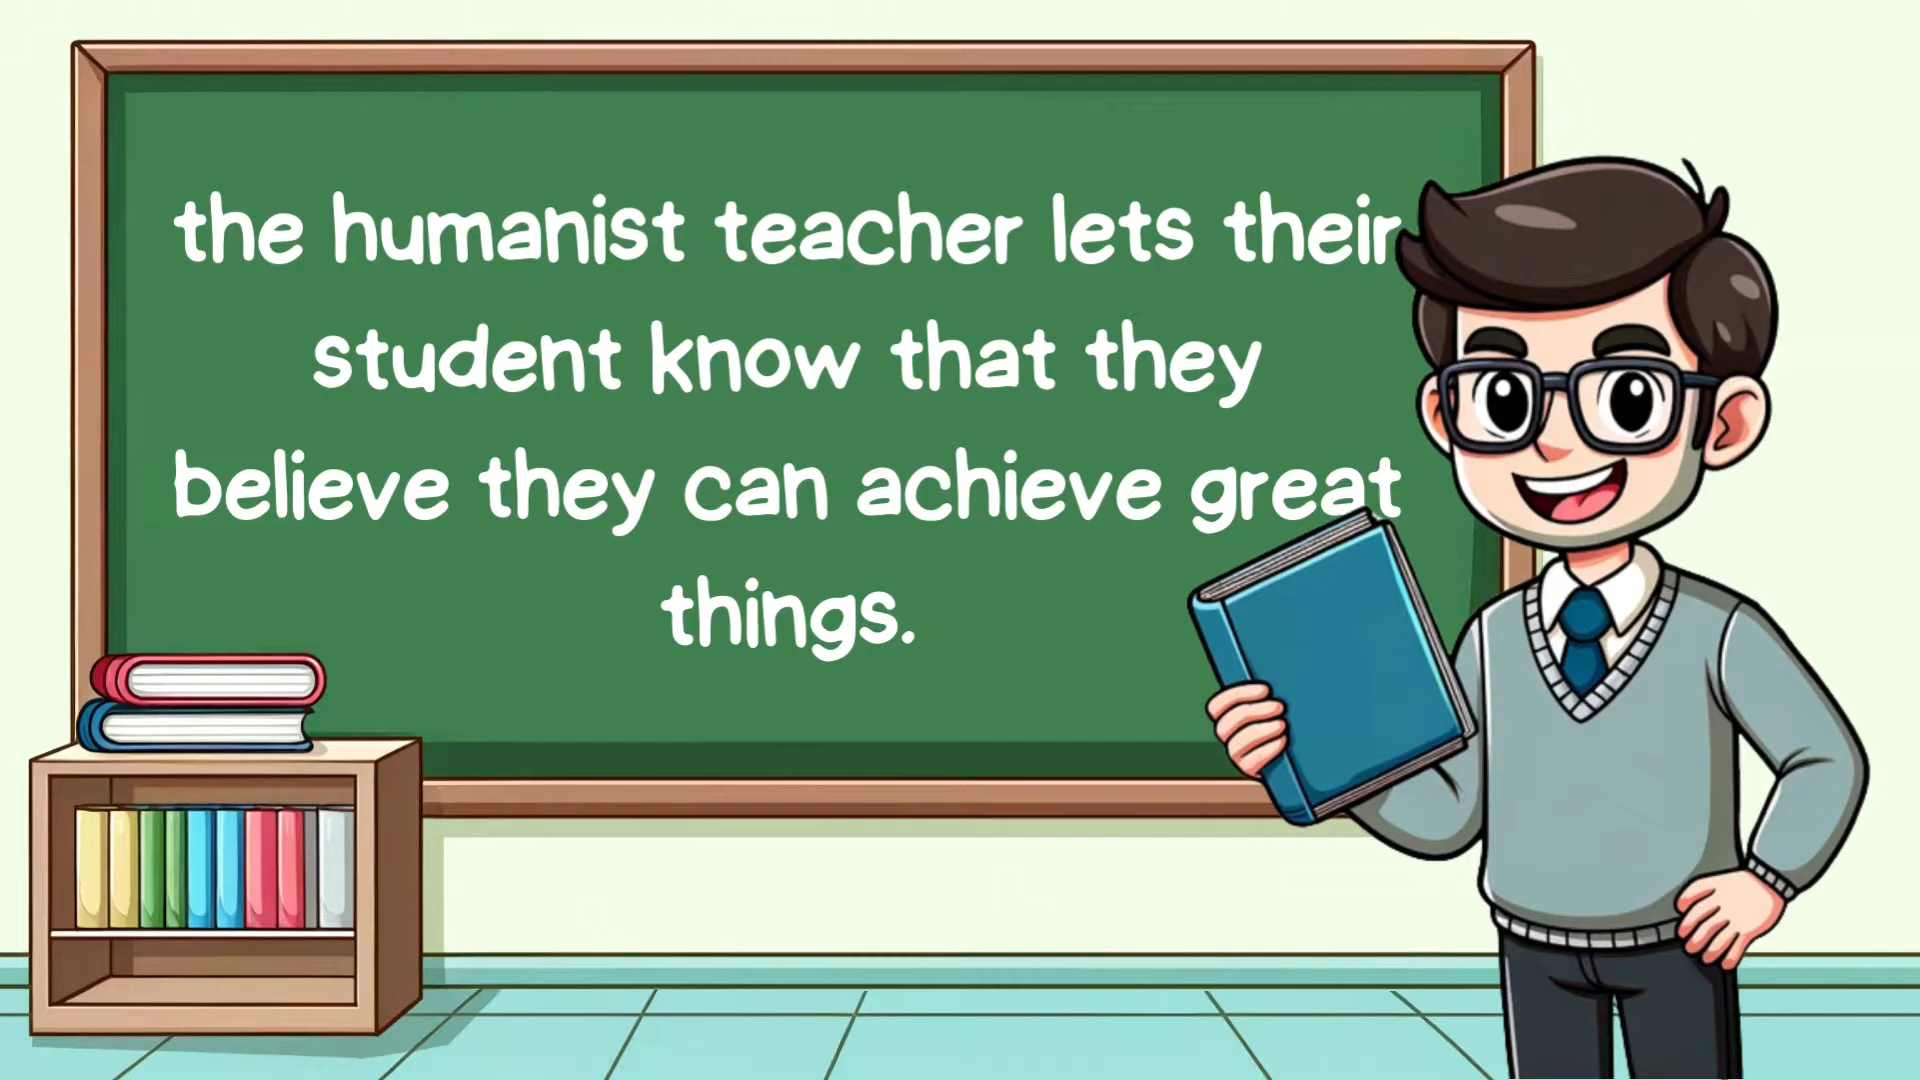 the humanist teacher lets their
student know that they
believe they can achieve great
things.